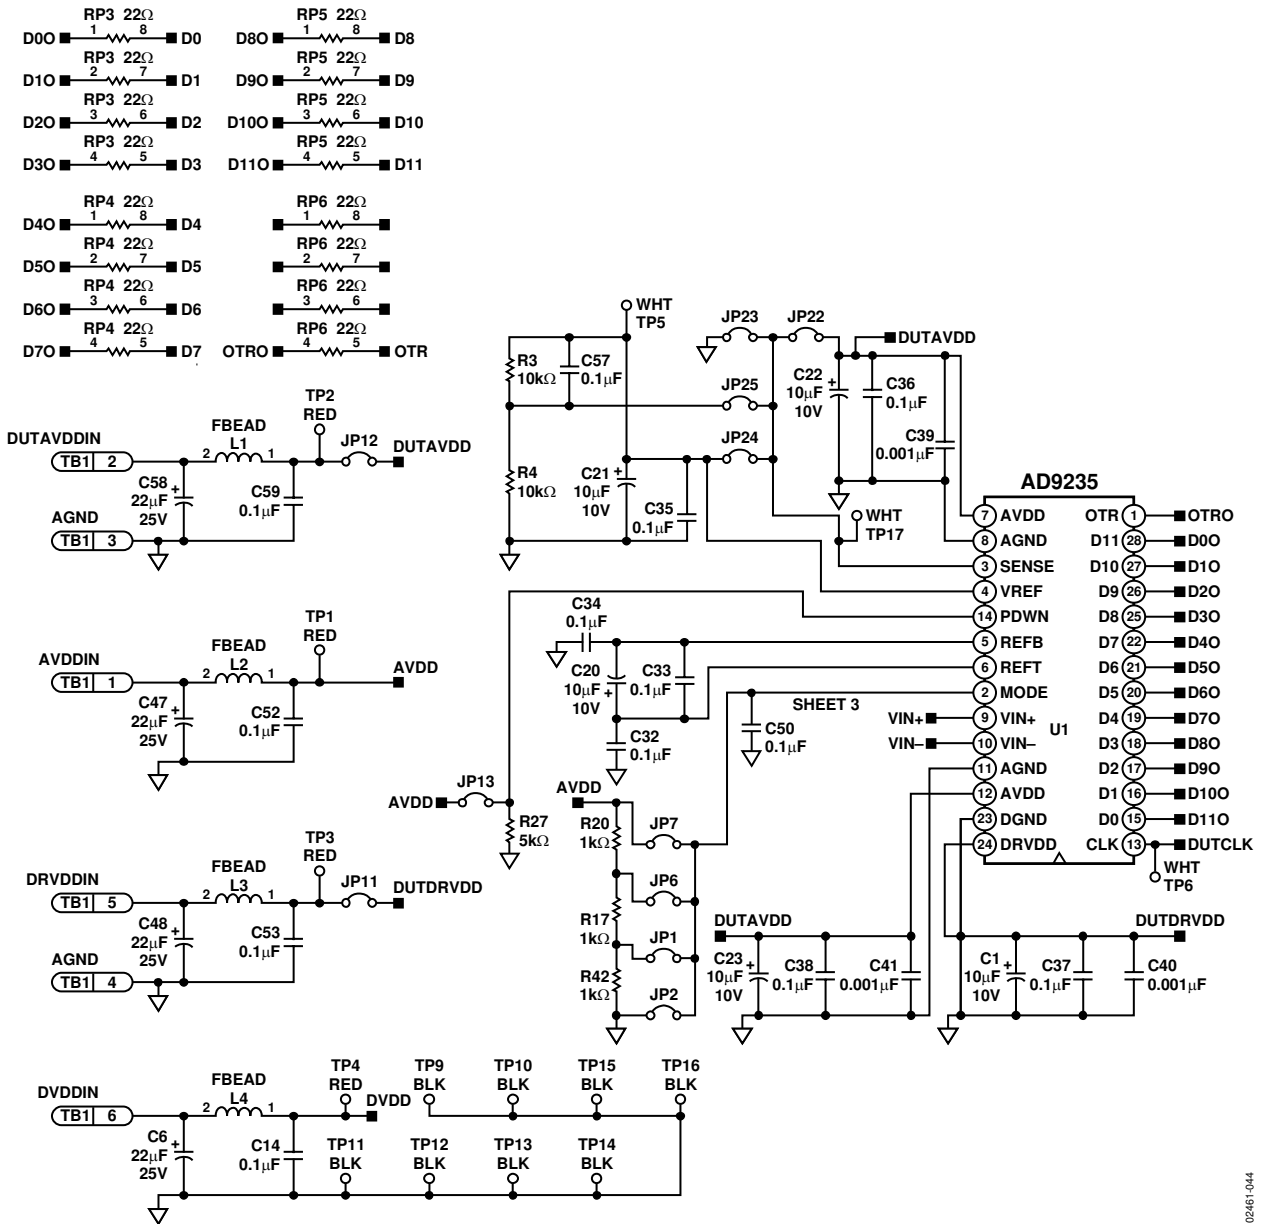 RP3 22Ω
D0O 1 8 D0
RP3 22Ω
D1O 2 7 D1
RP3 22Ω
D2O 3 6 D2
RP3 22Ω
D3O 4 5 D3
RP4 22Ω
D4O 1 8 D4
RP4 22Ω
D5O 2 7 D5
RP4 22Ω
D6O 3 6 D6
RP4 22Ω
D7O 4 5 D7
RP5 22Ω
D8O 1 8 D8
RP5 22Ω
D9O 2 7 D9
RP5 22Ω
D10O 3 6 D10
RP5 22Ω
D11O 4 5 D11
RP6 22Ω
1 8
RP6 22Ω
2 7
RP6 22Ω
3 6
RP6 22Ω
OTRO 4 5 OTR
DUTAVDDIN
TB1 2
C58
22µF
25V
+
FBEAD
2 L1 1
C59
0.1µF
TP2
RED
JP12
DUTAVDD
AGND
TB1 3
AVDDIN
TB1 1
C47
22µF
25V
+
FBEAD
2 L2 1
C52
0.1µF
TP1
RED
AVDD
DRVDDIN
TB1 5
C48
22µF
25V
+
FBEAD
2 L3 1
C53
0.1µF
TP3
RED
JP11
DUTDRVDD
AGND
TB1 4
DVDDIN
TB1 6
C6
22µF
25V
+
FBEAD
2 L4 1
C14
0.1µF
TP4
RED
DVDD
TP9
BLK
TP10
BLK
TP15
BLK
TP16
BLK
TP11
BLK
TP12
BLK
TP13
BLK
TP14
BLK
WHT
TP5
R3
10kΩ
C57
0.1µF
R4
10kΩ
C21
10µF
10V
+
C35
0.1µF
JP23
JP22
JP25
JP24
DUTAVDD
C22
10µF
10V
+
C36
0.1µF
C39
0.001µF
WHT
TP17
C34
0.1µF
C20
10µF
10V
+
C33
0.1µF
C32
0.1µF
SHEET 3
C50
0.1µF
AVDD
JP13
R27
5kΩ
AVDD
R20
1kΩ
R17
1kΩ
R42
1kΩ
JP7
JP6
JP1
JP2
AD9235
U1
7 AVDD
8 AGND
3 SENSE
4 VREF
14 PDWN
5 REFB
6 REFT
2 MODE
VIN+ 9 VIN+
VIN– 10 VIN–
11 AGND
12 AVDD
23 DGND
24 DRVDD
OTR 1 OTRO
D11 28 D0O
D10 27 D1O
D9 26 D2O
D8 25 D3O
D7 22 D4O
D6 21 D5O
D5 20 D6O
D4 19 D7O
D3 18 D8O
D2 17 D9O
D1 16 D10O
D0 15 D11O
CLK 13 DUTCLK
WHT
TP6
DUTAVDD
C23
10µF
10V
+
C38
0.1µF
C41
0.001µF
DUTDRVDD
C1
10µF
10V
+
C37
0.1µF
C40
0.001µF
02461-044